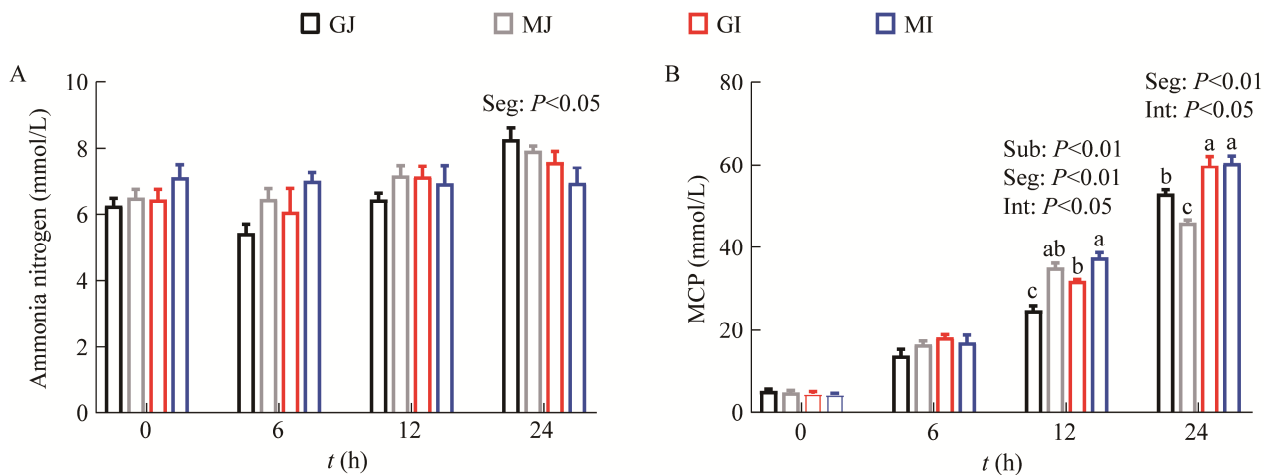 GJ MJ GI MI
A
Ammonia nitrogen (mmol/L)
10
8
6
4
2
0
Seg: P<0.05
0 6 12 24
t (h)
B
MCP (mmol/L)
80
60
40
20
0
Seg: P<0.01
Int: P<0.05
Sub: P<0.01
Seg: P<0.01
Int: P<0.05
c ab b a
b c a a
0 6 12 24
t (h)